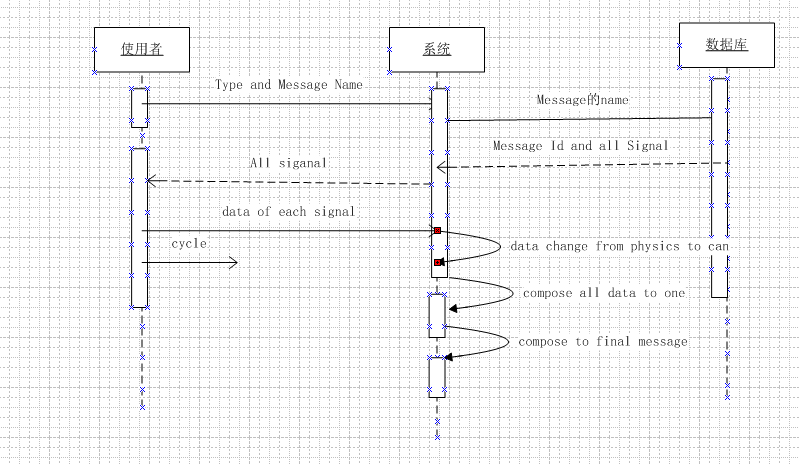 使用者
系统
数据库
Type and Message Name
Message的name
Message Id and all Signal
All siganal
data of each signal
cycle
data change from physics to can
compose all data to one
compose to final message